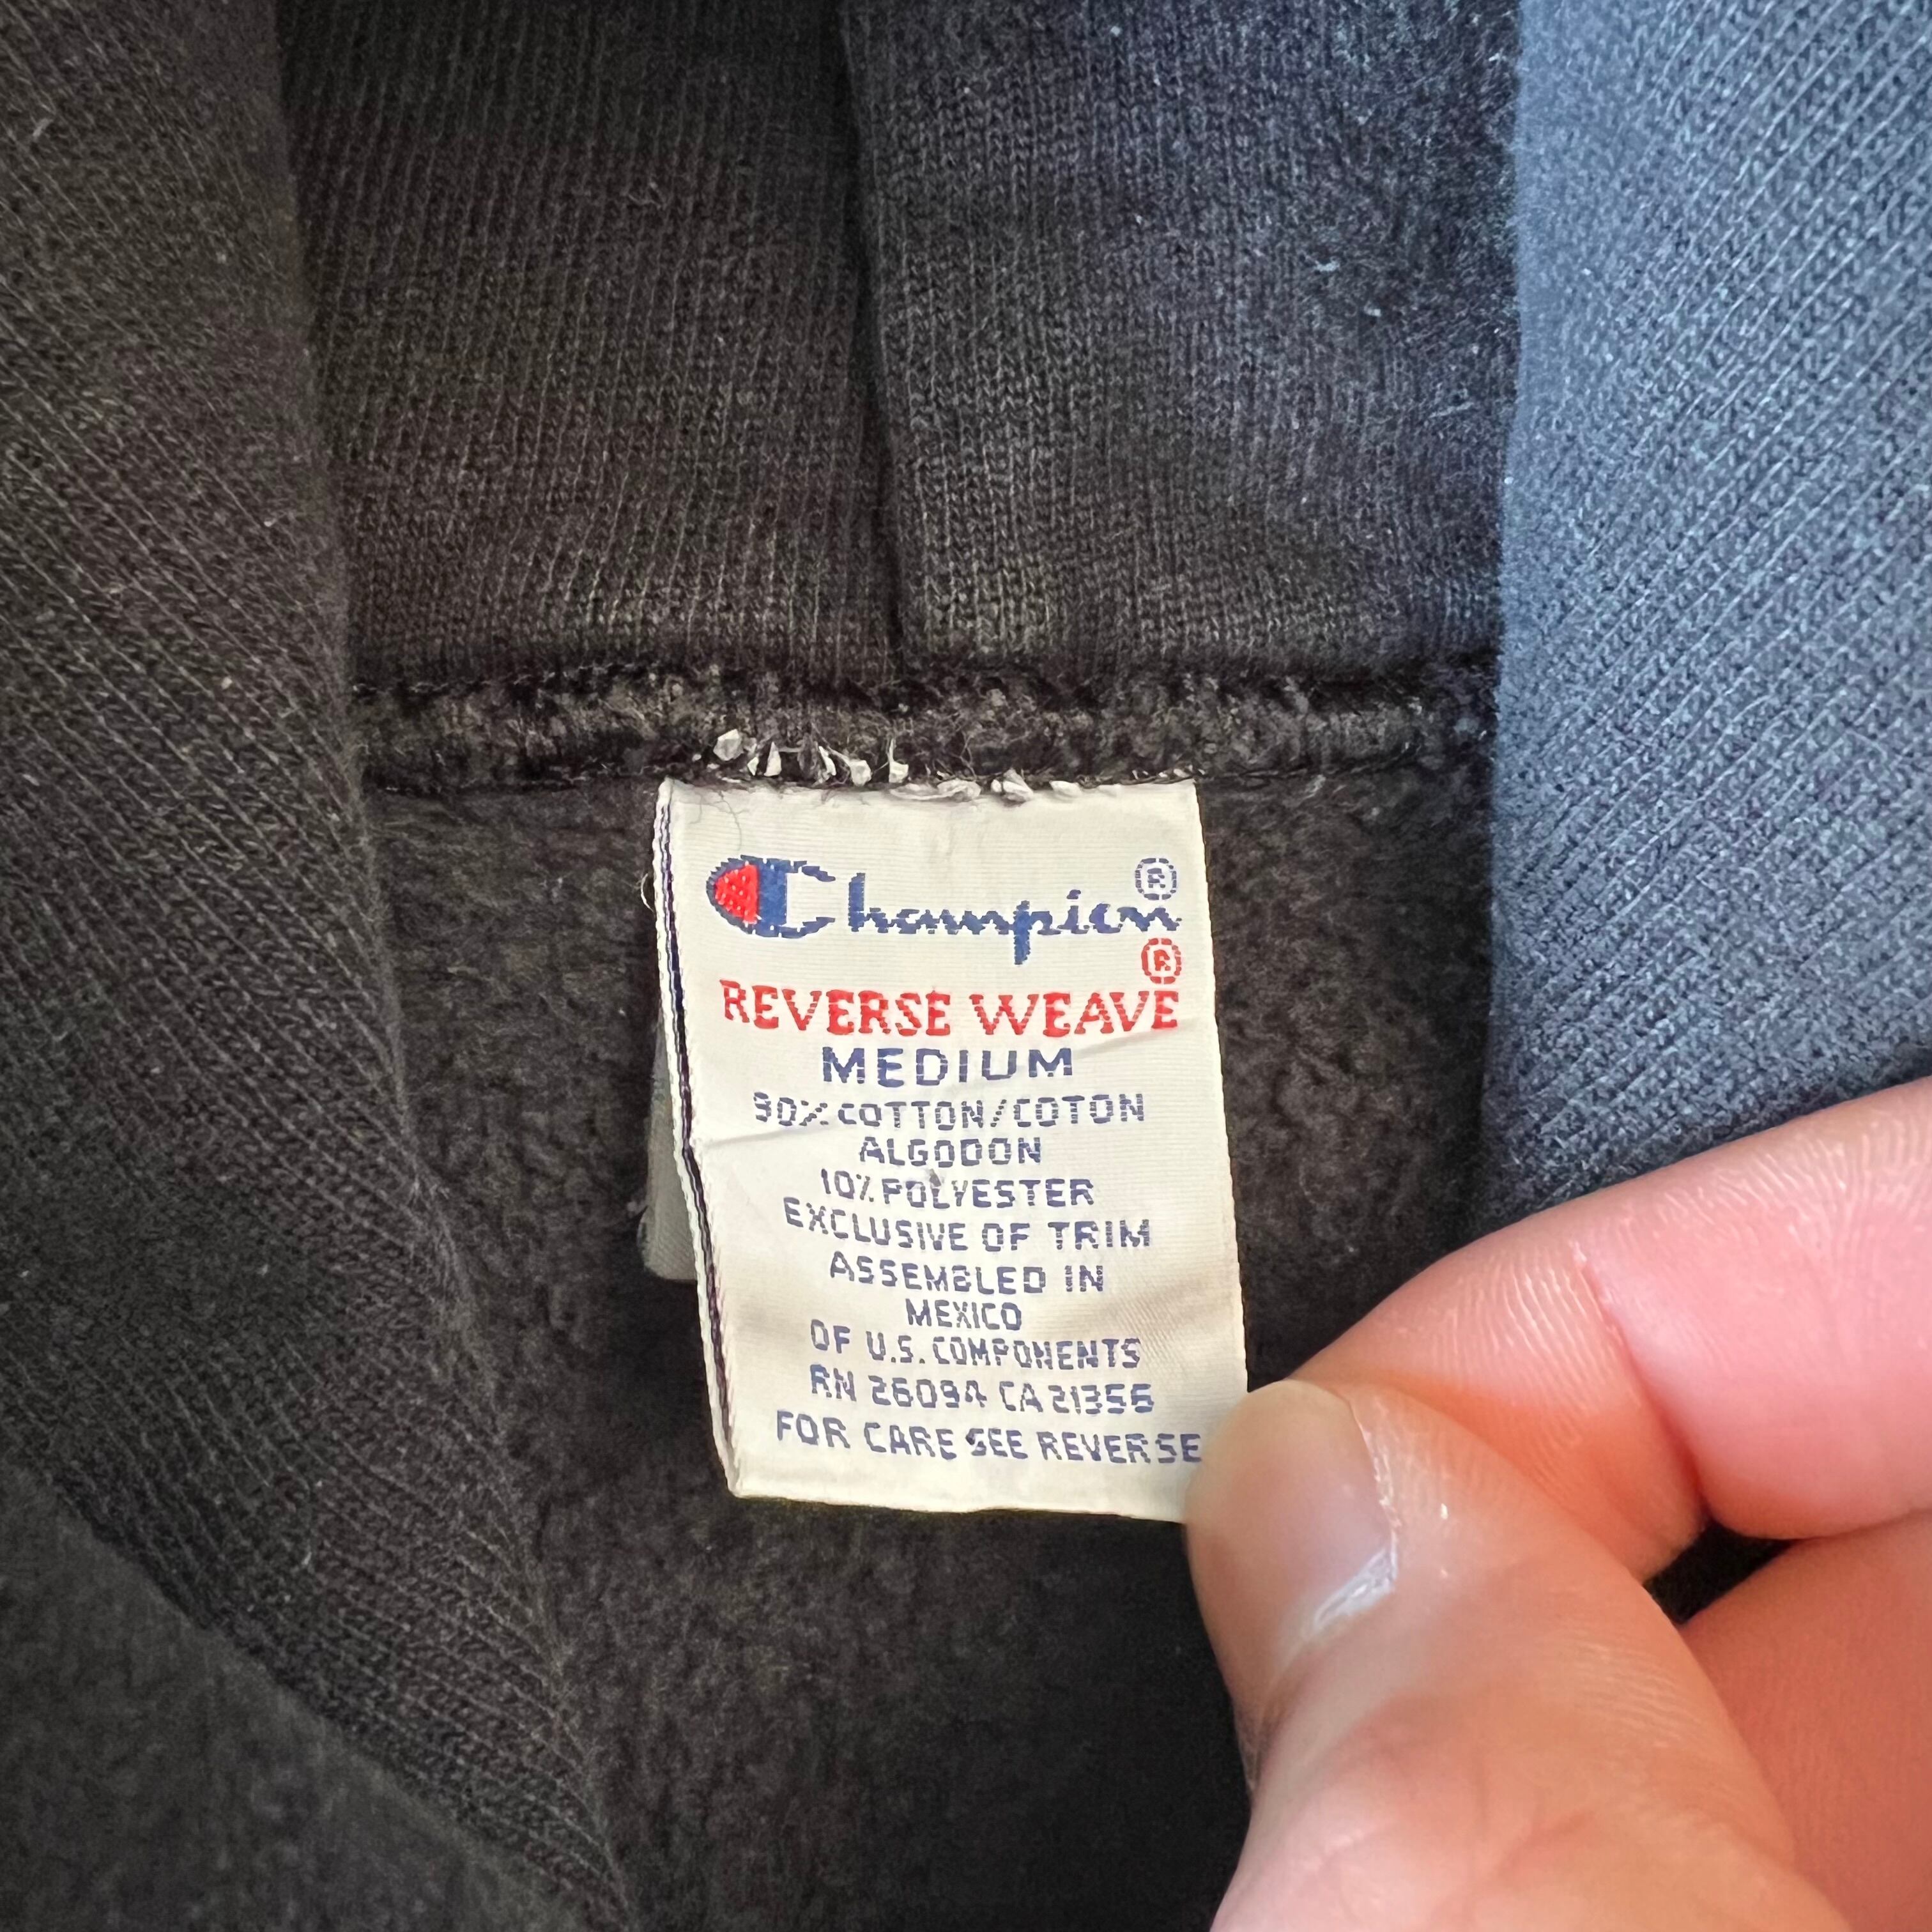 Champion®
REVERSE WEAVE®
MEDIUM
90% COTTON/COTON
ALGODON
10% POLYESTER
EXCLUSIVE OF TRIM
ASSEMBLED IN
MEXICO
OF U.S. COMPONENTS
RN 26094 CA 21356
FOR CARE SEE REVERSE